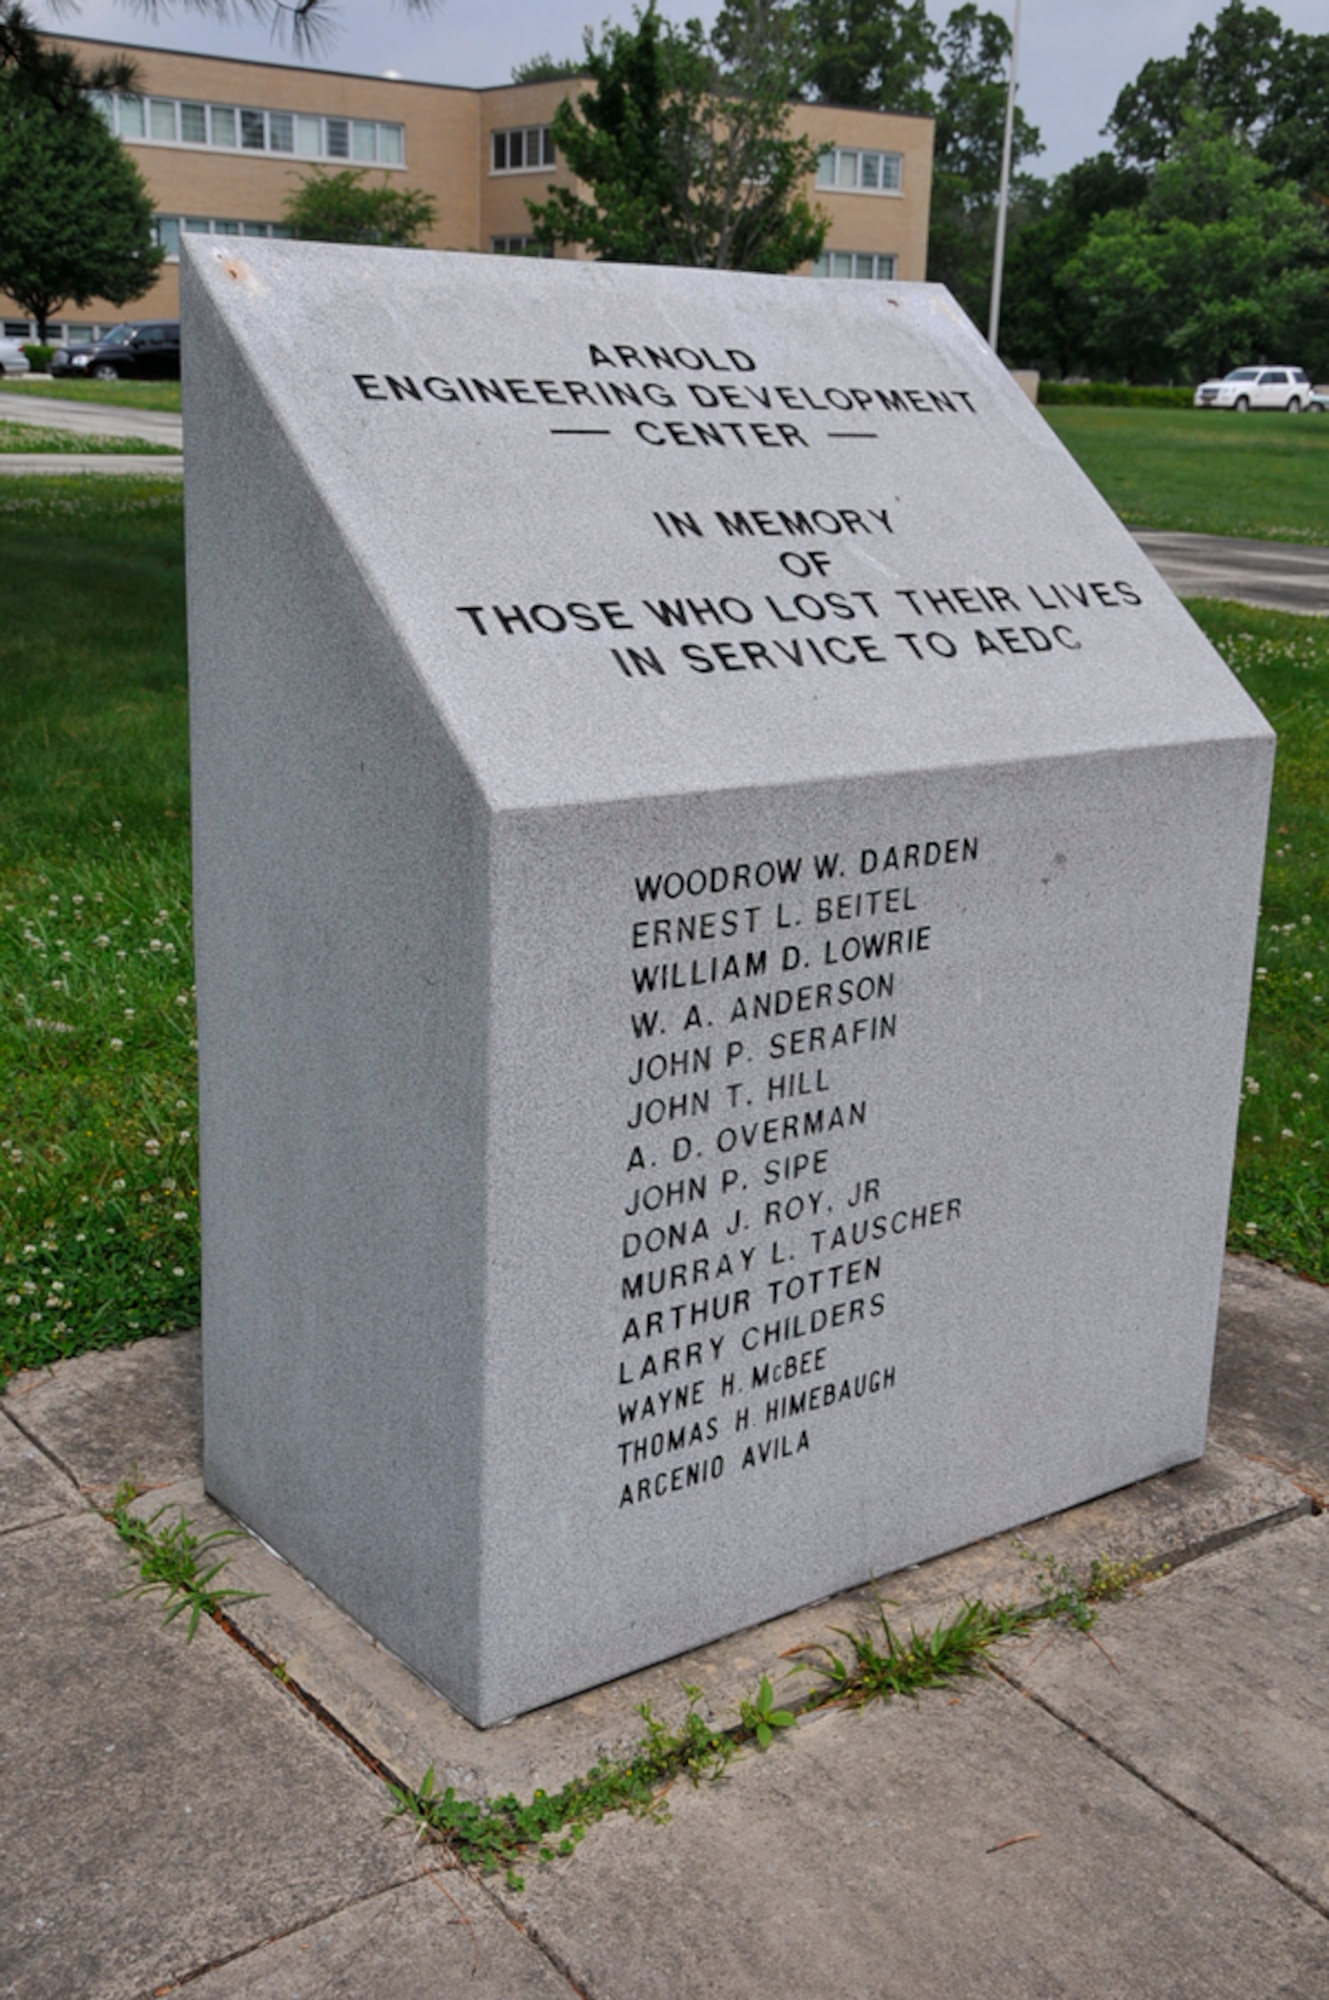 ARNOLD
ENGINEERING DEVELOPMENT
— CENTER —
IN MEMORY
OF
THOSE WHO LOST THEIR LIVES
IN SERVICE TO AEDC
WOODROW W. DARDEN
ERNEST L. BEITEL
WILLIAM D. LOWRIE
W. A. ANDERSON
JOHN P. SERAFIN
JOHN T. HILL
A. D. OVERMAN
JOHN P. SIPE
DONA J. ROY, JR
MURRAY L. TAUSCHER
ARTHUR TOTTEN
LARRY CHILDERS
WAYNE H. McBEE
THOMAS H. HIMEBAUGH
ARCENIO AVILA